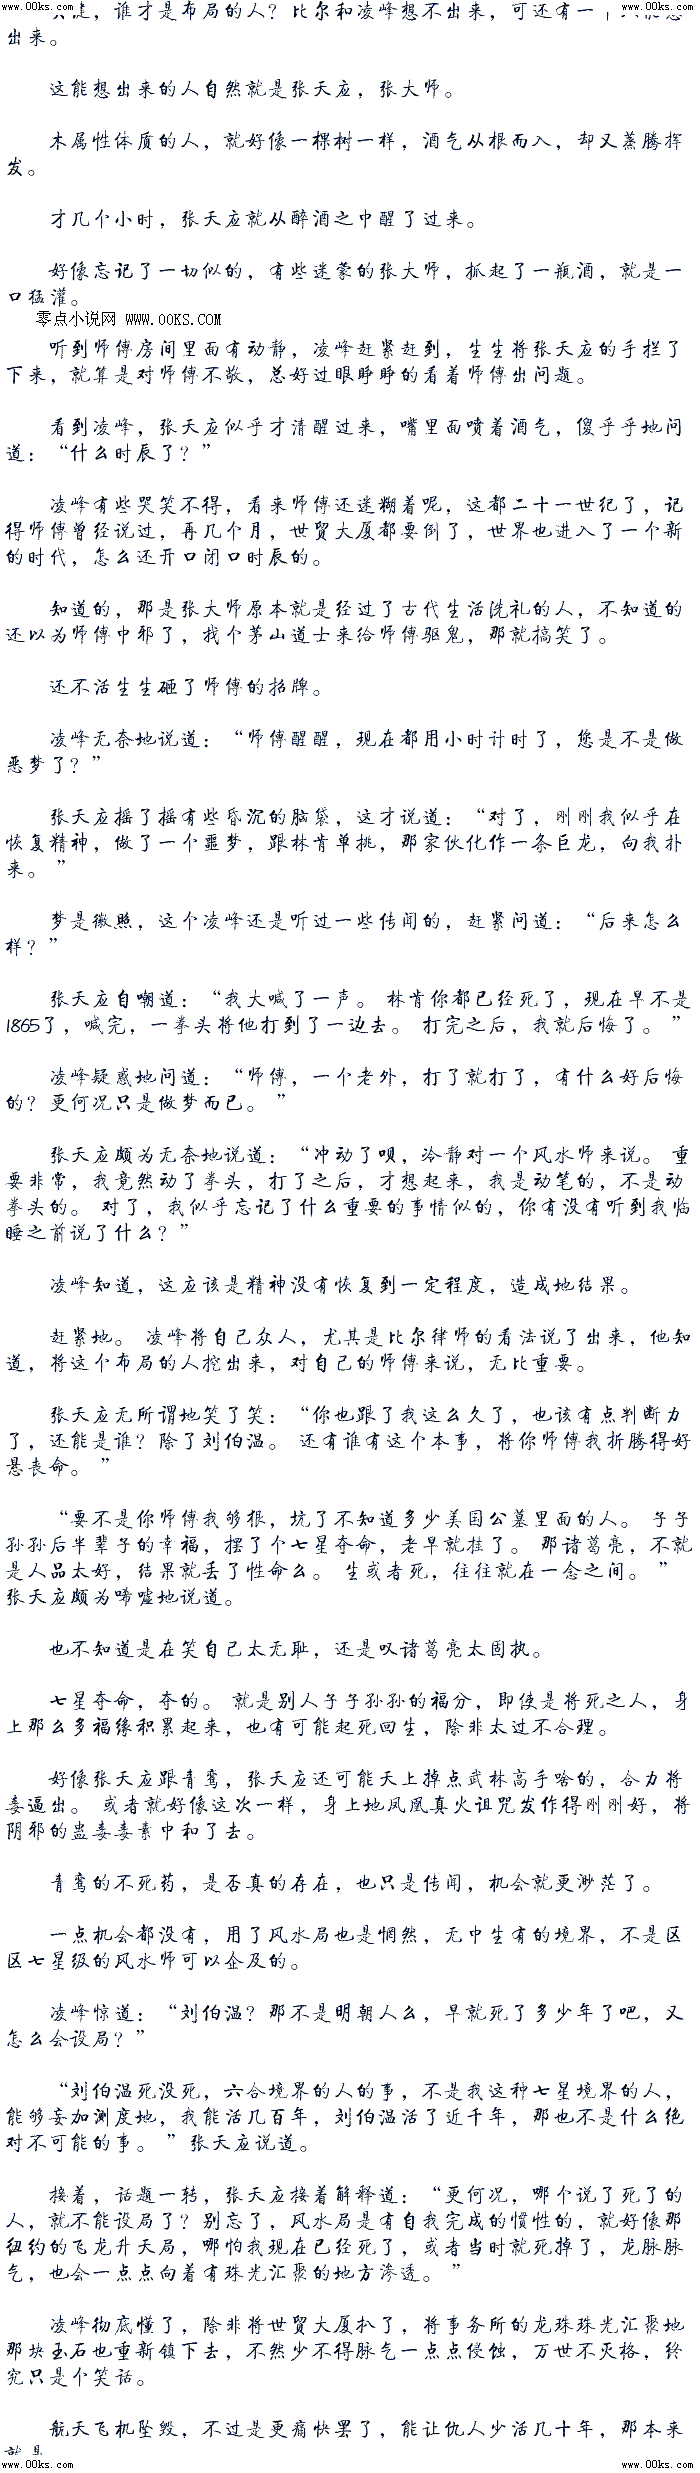 www.00ks.com www.00ks.com
谁才是布局的人？比尔和凌峰想不出来，可还有一个
出来。
这能想出来的人自然就是张天应，张大师。
木属性体质的人，就好像一棵树一样，酒气从根而入，却又蒸腾挥
发。
才几个小时，张天应就从醉酒之中醒了过来。
好像忘记了一切似的，有些迷蒙的张大师，抓起了一瓶酒，就是一
口猛灌。
零点小说网 www.00KS.COM
听到师傅房间里面有动静，凌峰赶紧赶到，生生将张天应的手拦了
下来，就算是对师傅不敬，总好过眼睁睁的看着师傅出问题。
看到凌峰，张天应似乎才清醒过来，嘴里面喷着酒气，傻乎乎地问
道：“什么时辰了？”
凌峰有些哭笑不得，看来师傅还迷糊着呢，这都二十一世纪了，记
得师傅曾经说过，再几个月，世贸大厦都要倒了，世界也进入了一个新
的时代，怎么还开口闭口时辰的。
知道的，那是张大师原本就是经过了古代生活洗礼的人，不知道的
还以为师傅中邪了，找个茅山道士来给师傅驱鬼，那就搞笑了。
还不活生生砸了师傅的招牌。
凌峰无奈地说道：“师傅醒醒，现在都用小时计时了，您是不是做
恶梦了？”
张天应摇了摇有些昏沉的脑袋，这才说道：“对了，刚刚我似乎在
恢复精神，做了一个噩梦，跟林肯单挑，那家伙化作一条巨龙，向我扑
来。”
梦是徵照，这个凌峰还是听过一些传闻的，赶紧问道：“后来怎么
样？”
张天应自嘲道：“我大喊了一声。 林肯你都已经死了，现在早不是
1865了，喊完，一拳头将他打到了一边去。 打完之后，我就后悔了。”
凌峰疑惑地问道：“师傅，一个老外，打了就打了，有什么好后悔
的？更何况只是做梦而已。”
张天应颇为无奈地说道：“冲动了呗，冷静对一个风水师来说。 重
要非常，我竟然动了拳头，打了之后，才想起来，我是动笔的，不是动
拳头的。 对了，我似乎忘记了什么重要的事情似的，你有没有听到我临
睡之前说了什么？”
凌峰知道，这应该是精神没有恢复到一定程度，造成地结果。
赶紧地。 凌峰将自己众人，尤其是比尔律师的看法说了出来，他知
道，将这个布局的人挖出来，对自己的师傅来说，无比重要。
张天应无所谓地笑了笑：“你也跟了我这么久了，也该有点判断力
了，还能是谁？除了刘伯温。 还有谁有这个本事，将你师傅我折腾得好
悬丧命。”
“要不是你师傅我够狠，坑了不知道多少美国公墓里面的人。 子子
孙孙后半辈子的幸福，摆了个七星夺命，老早就挂了。 那诸葛亮，不就
是人品太好，结果就丢了性命么。 生或者死，往往就在一念之间。”
张天应颇为唏嘘地说道。
也不知道是在笑自己太无耻，还是叹诸葛亮太固执。
七星夺命，夺的。 就是别人子子孙孙的福分，即使是将死之人，身
上那么多福缘积累起来，也有可能起死回生，除非太过不合理。
好像张天应跟青鸾，张天应还可能天上掉点武林高手啥的，合力将
毒逼出。 或者就好像这次一样，身上地凤凰真火诅咒发作得刚刚好，将
阴邪的蛊毒毒素中和了去。
青鸾的不死药，是否真的存在，也只是传闻，机会就更渺茫了。
一点机会都没有，用了风水局也是惘然，无中生有的境界，不是区
区七星级的风水师可以企及的。
凌峰惊道：“刘伯温？那不是明朝人么，早就死了多少年了吧，又
怎么会设局？”
“刘伯温死没死，六合境界的人的事，不是我这种七星境界的人，
能够妄加测度地，我能活几百年，刘伯温活了近千年，那也不是什么绝
对不可能的事。”张天应说道。
接着，话题一转，张天应接着解释道：“更何况，哪个说了死了的
人，就不能设局了？别忘了，风水局是有自我完成的惯性的，就好像那
纽约的飞龙升天局，哪怕我现在已经死了，或者当时就死掉了，龙脉脉
气，也会一点点向着有珠光汇聚的地方渗透。”
凌峰彻底懂了，除非将世贸大厦扒了，将事务所的龙珠珠光汇聚地
那块玉石也重新镇下去，不然少不得脉气一点点侵蚀，万世不灭格，终
究只是个笑话。
航天飞机坠毁，不过是更痛快罢了，能让仇人少活几十年，那本来
www.00ks.com www.00ks.com